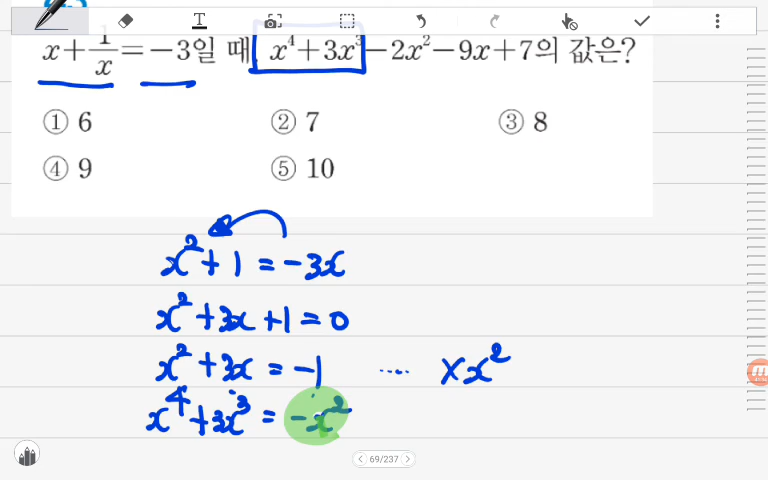 x+1/x=-3일 때 x⁴+3x³-2x²-9x+7의 값은?
① 6 ② 7 ③ 8
④ 9 ⑤ 10
x²+1=-3x
x²+3x+1=0
x²+3x=-1 ···· ×x²
x⁴+3x³=-x²
69/237